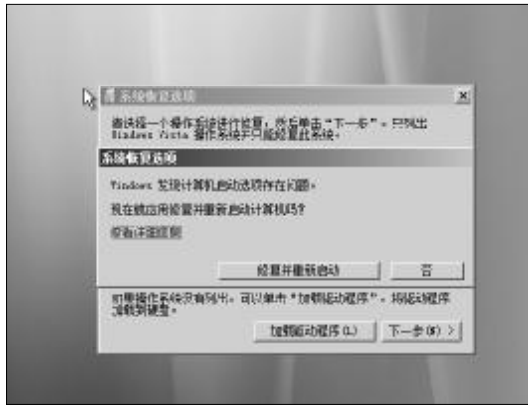 系统恢复选项
请选择一个操作系统进行修复，然后单击“下一步”。只列出
Windows Vista 操作系统并只能修复此系统。
系统恢复选项
Windows 发现计算机启动选项存在问题。
现在就应用修复并重新启动计算机吗?
查看详细信息
修复并重新启动
否
如果操作系统没有列出，可以单击“加载驱动程序”，将驱动程序
加载到硬盘。
加载驱动程序(L)
下一步(N) >